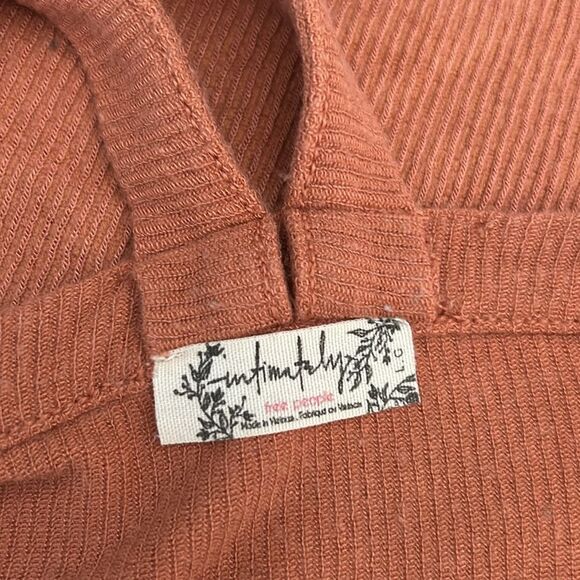 intimately
free people
Made in Vietnam . Fabriqué au Vietnam
L.C